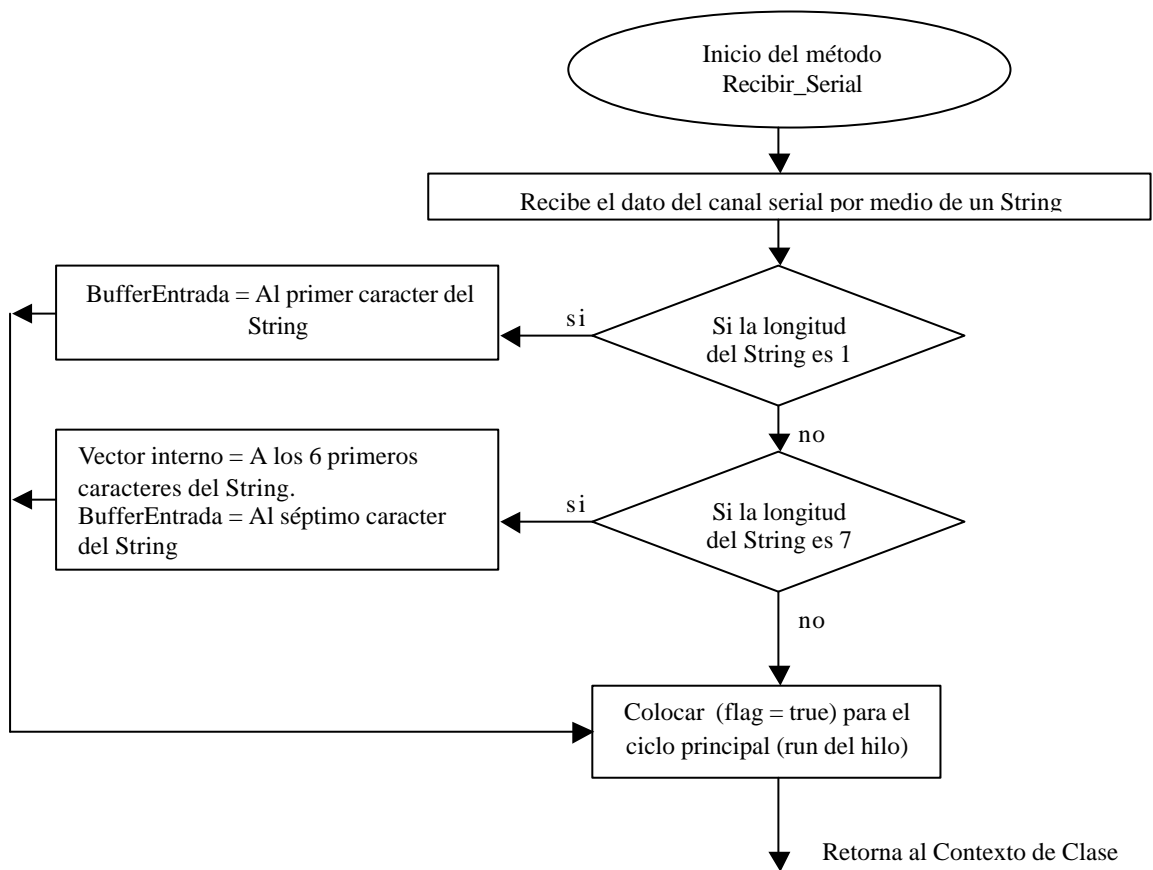 Inicio del método
Recibir_Serial
Recibe el dato del canal serial por medio de un String
BufferEntrada = Al primer caracter del
String
si
Si la longitud
del String es 1
no
Vector interno = A los 6 primeros
caracteres del String.
BufferEntrada = Al séptimo caracter
del String
si
Si la longitud
del String es 7
no
Colocar (flag = true) para el
ciclo principal (run del hilo)
Retorna al Contexto de Clase